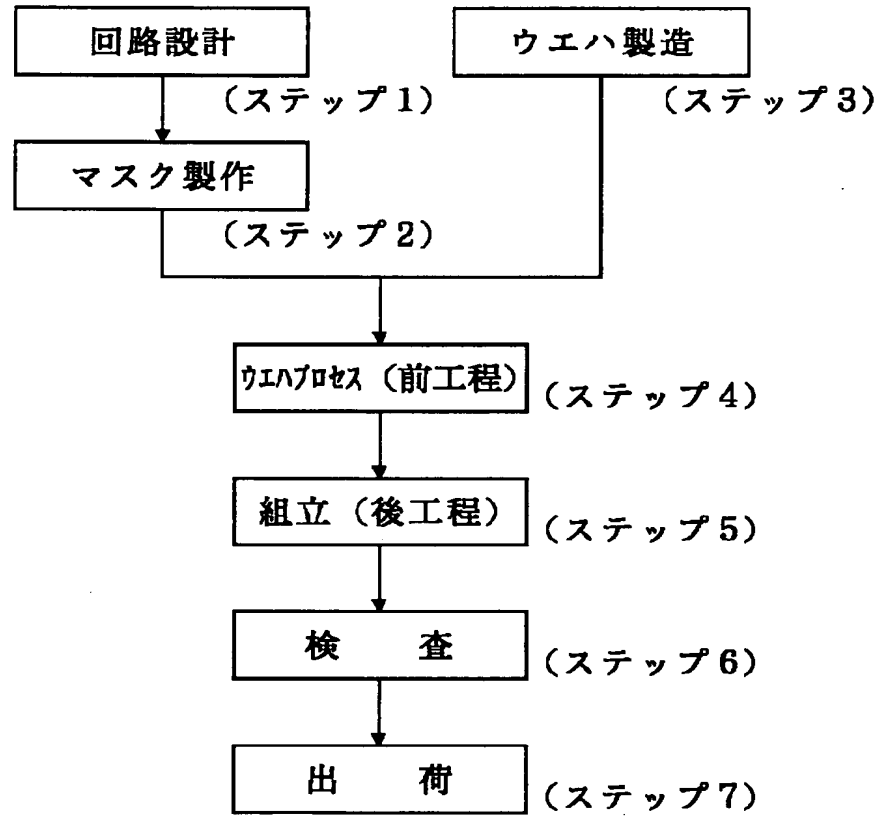 回路設計
ウエハ製造
(ステップ1)
(ステップ3)
マスク製作
(ステップ2)
ウエハプロセス(前工程)
(ステップ4)
組立(後工程)
(ステップ5)
検 査
(ステップ6)
出 荷
(ステップ7)